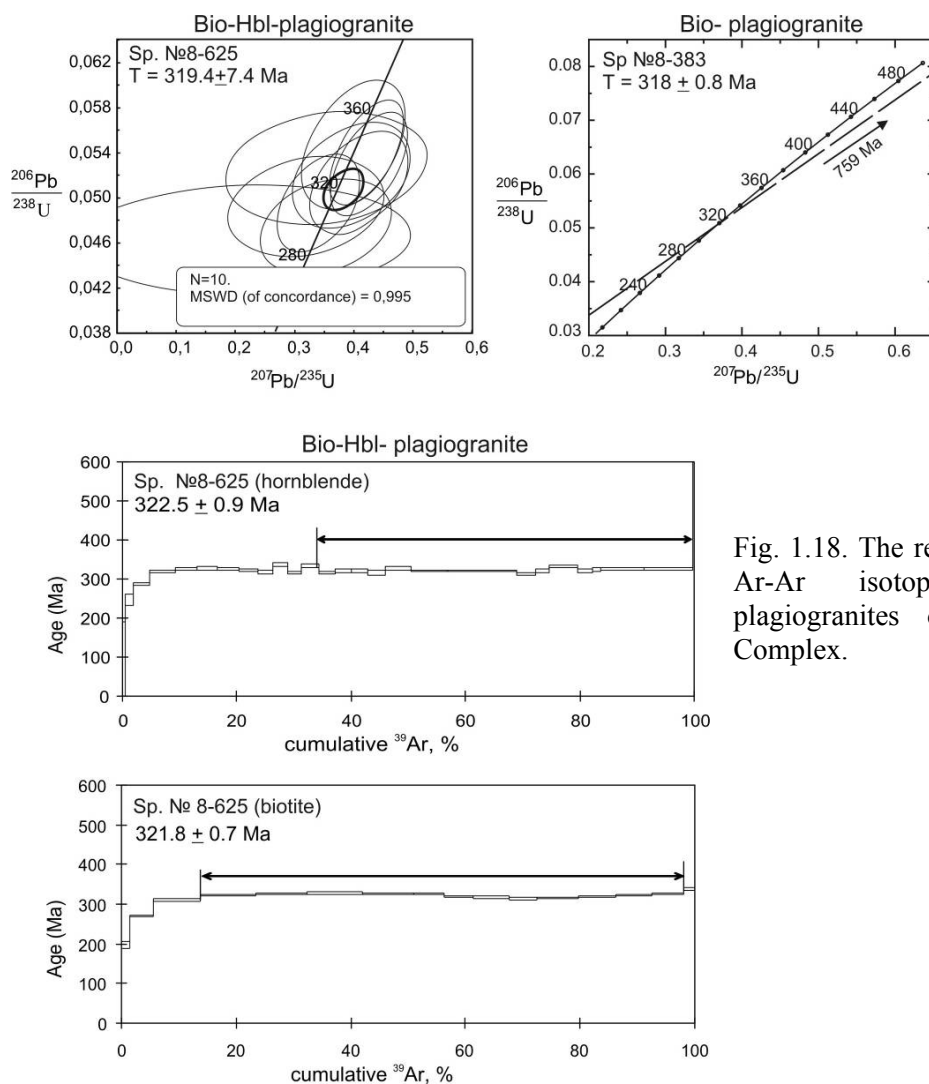 Bio-Hbl-plagiogranite
Sp. №8-625
T = 319.4±7.4 Ma
0,062
0,058
0,054
0,050
0,046
0,042
0,038
206Pb
238U
360
320
280
N=10.
MSWD (of concordance) = 0,995
0,0 0,1 0,2 0,3 0,4 0,5 0,6
207Pb/235U
Bio- plagiogranite
Sp №8-383
T = 318 ± 0.8 Ma
0.08
0.07
0.06
0.05
0.04
0.03
206Pb
238U
480
440
400
360
320
280
240
759 Ma
0.2 0.3 0.4 0.5 0.6
207Pb/235U
Bio-Hbl- plagiogranite
Sp. №8-625 (hornblende)
322.5 ± 0.9 Ma
600
500
400
300
200
100
0
Age (Ma)
0 20 40 60 80 100
cumulative 39Ar, %
Fig. 1.18. The re
Ar-Ar isotop
plagiogranites
Complex.
Sp. № 8-625 (biotite)
321.8 ± 0.7 Ma
600
500
400
300
200
100
0
Age (Ma)
0 20 40 60 80 100
cumulative 39Ar, %